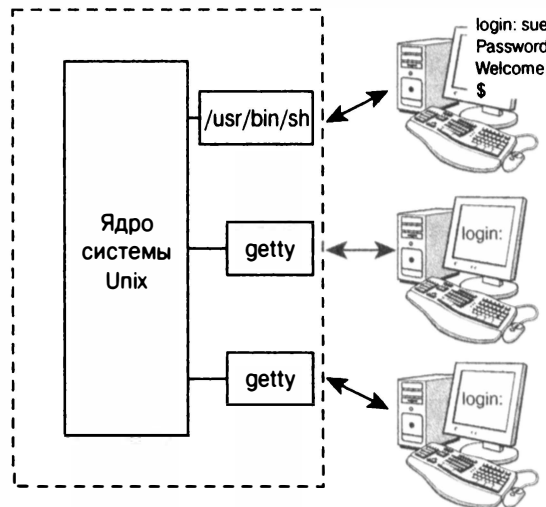 login: sue
Password
Welcome
$
/usr/bin/sh
Ядро
системы
Unix
getty
login:
getty
login: